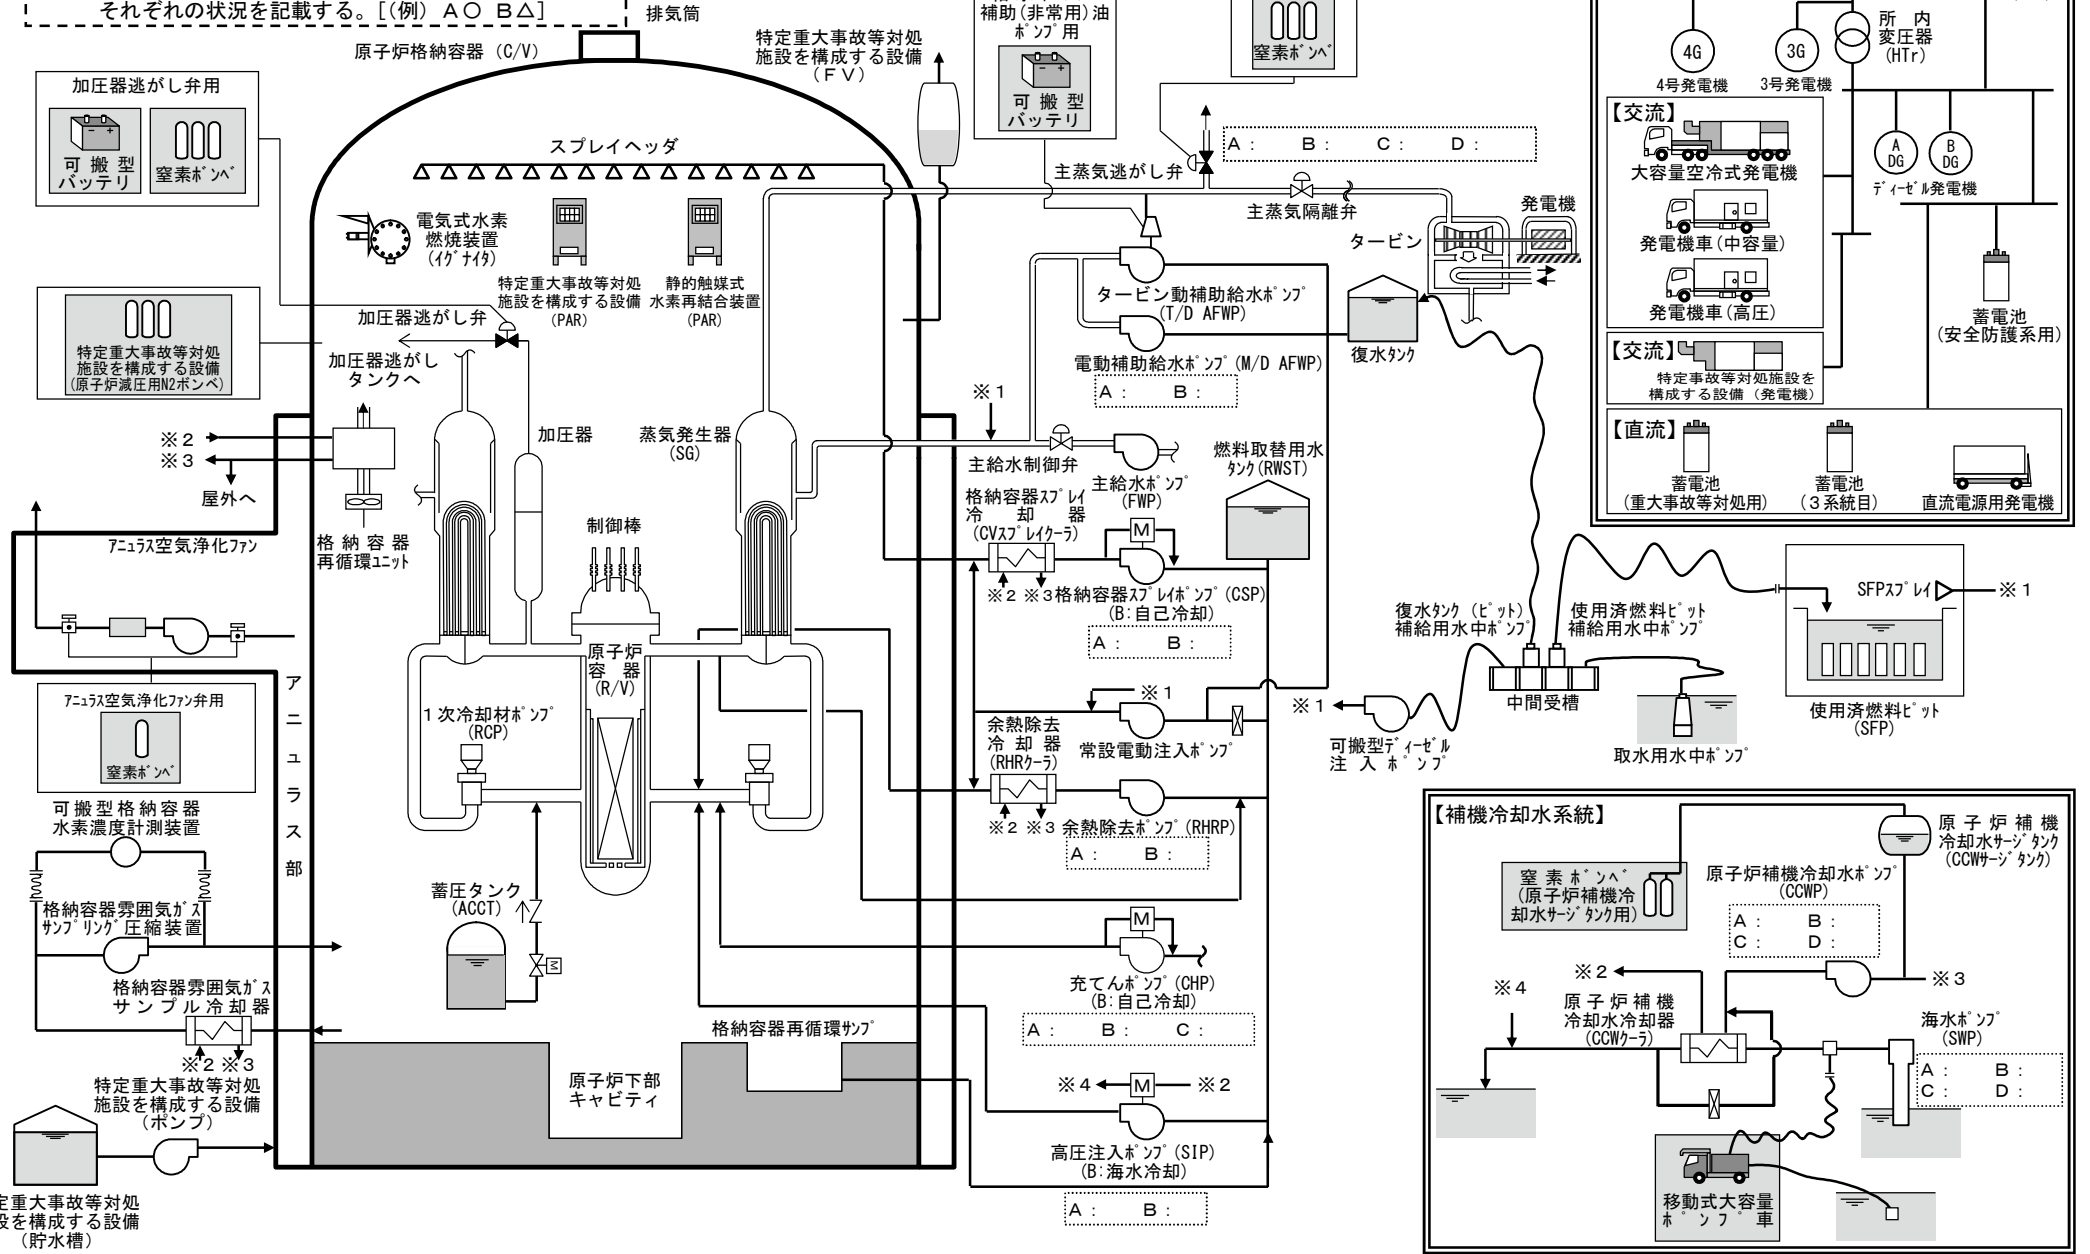 それぞれの状況を記載する。[(例) A〇 B△]
排気筒
原子炉格納容器 (C/V)
加圧器逃がし弁用
可搬型
バッテリ
窒素ボンベ
特定重大事故等対処
施設を構成する設備
(ＦＶ)
補助(非常用)油
ポンプ用
可搬型
バッテリ
窒素ボンベ
スプレイヘッダ
主蒸気逃がし弁
A: B: C: D:
主蒸気隔離弁
発電機
タービン
電気式水素
燃焼装置
(イグナイタ)
特定重大事故等対処
施設を構成する設備
(PAR)
静的触媒式
水素再結合装置
(PAR)
タービン動補助給水ポンプ
(T/D AFWP)
電動補助給水ポンプ(M/D AFWP)
A: B:
復水タンク
特定重大事故等対処
施設を構成する設備
(原子炉減圧用N2ボンベ)
加圧器逃がし弁
加圧器逃がし
タンクへ
※2
※3
屋外へ
格納容器
再循環ユニット
加圧器
蒸気発生器
(SG)
制御棒
原子炉
容器
(R/V)
1次冷却材ポンプ
(RCP)
※1
主給水制御弁
主給水ポンプ
(FWP)
燃料取替用水
タンク(RWST)
格納容器スプレイ
冷却器
(CVスプレイクーラ)
M
※2 ※3
格納容器スプレイポンプ(CSP)
(B:自己冷却)
A: B:
※1
常設電動注入ポンプ
余熱除去
冷却器
(RHRクーラ)
※2 ※3
余熱除去ポンプ(RHRP)
A: B:
M
充てんポンプ(CHP)
(B:自己冷却)
A: B: C:
※4 M ※2
高圧注入ポンプ(SIP)
(B:海水冷却)
A: B:
アニュラス空気浄化ファン
アニュラス空気浄化ファン弁用
窒素ボンベ
アニュラス部
可搬型格納容器
水素濃度計測装置
格納容器雰囲気ガス
サンプリング圧縮装置
格納容器雰囲気ガス
サンプル冷却器
※2 ※3
特定重大事故等対処
施設を構成する設備
(ポンプ)
定重大事故等対処
設を構成する設備
(貯水槽)
蓄圧タンク
(ACCT)
M
格納容器再循環サンプ
原子炉下部
キャビティ
4G
4号発電機
3G
3号発電機
所内
変圧器
(HTr)
【交流】
大容量空冷式発電機
発電機車(中容量)
発電機車(高圧)
A
DG
B
DG
ディーゼル発電機
蓄電池
(安全防護系用)
【交流】
特定事故等対処施設を
構成する設備 (発電機)
【直流】
蓄電池
(重大事故等対処用)
蓄電池
(３系統目)
直流電源用発電機
復水タンク (ピット)
補給用水中ポンプ
使用済燃料ピット
補給用水中ポンプ
SFPスプレイ
※1
使用済燃料ピット
(SFP)
中間受槽
取水用水中ポンプ
※1
可搬型ディーゼル
注入ポンプ
【補機冷却水系統】
原子炉補機
冷却水サージタンク
(CCWサージタンク)
窒素ボンベ
(原子炉補機冷
却水サージタンク用)
原子炉補機冷却水ポンプ
(CCWP)
A: B:
C: D:
※2
※3
※4
原子炉補機
冷却水冷却器
(CCWクーラ)
海水ポンプ
(SWP)
A: B:
C: D:
移動式大容量
ポンプ車